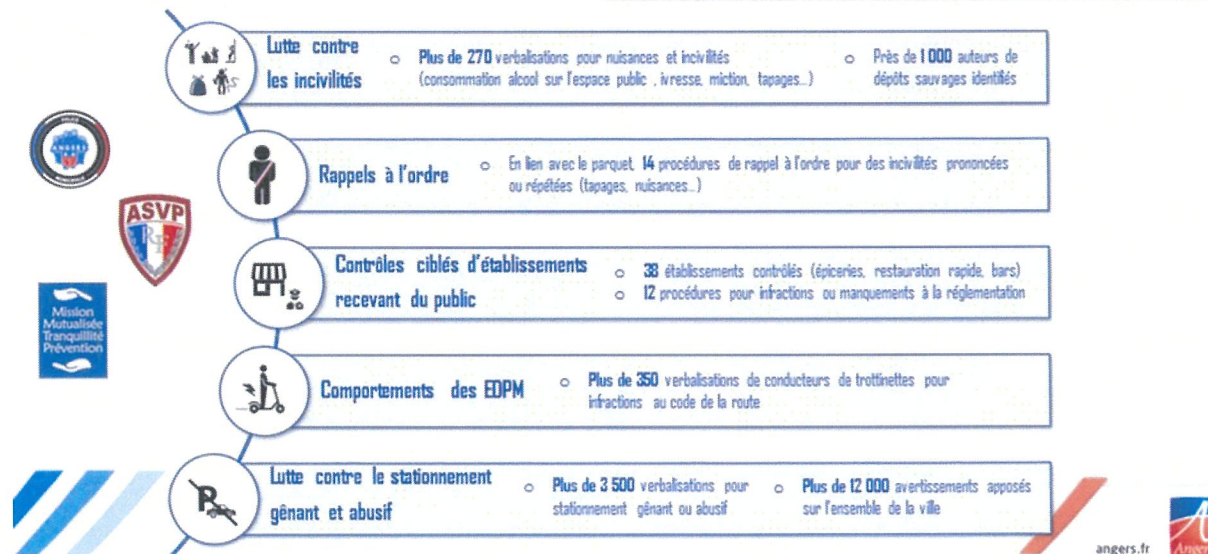 Lutte contre
les incivilités
o Plus de 270 verbalisations pour nuisances et incivilités
(consommation alcool sur l'espace public , ivresse, miction, tapages...)
o Près de 1 000 auteurs de
dépôts sauvages identifiés
ANGERS
Rappels à l'ordre
o En lien avec le parquet, 14 procédures de rappel à l'ordre pour des incivilités prononcées
ou répétées (tapages, nuisances...)
ASVP
RF
Contrôles ciblés d'établissements
recevant du public
o 38 établissements contrôlés (épiceries, restauration rapide, bars)
o 12 procédures pour infractions ou manquements à la réglementation
Mission
Mutualisée
Tranquillité
Prévention
Comportements des EDPM
o Plus de 350 verbalisations de conducteurs de trottinettes pour
infractions au code de la route
P
Lutte contre le stationnement
gênant et abusif
o Plus de 3 500 verbalisations pour
stationnement gênant ou abusif
o Plus de 12 000 avertissements apposés
sur l'ensemble de la ville
angers.fr